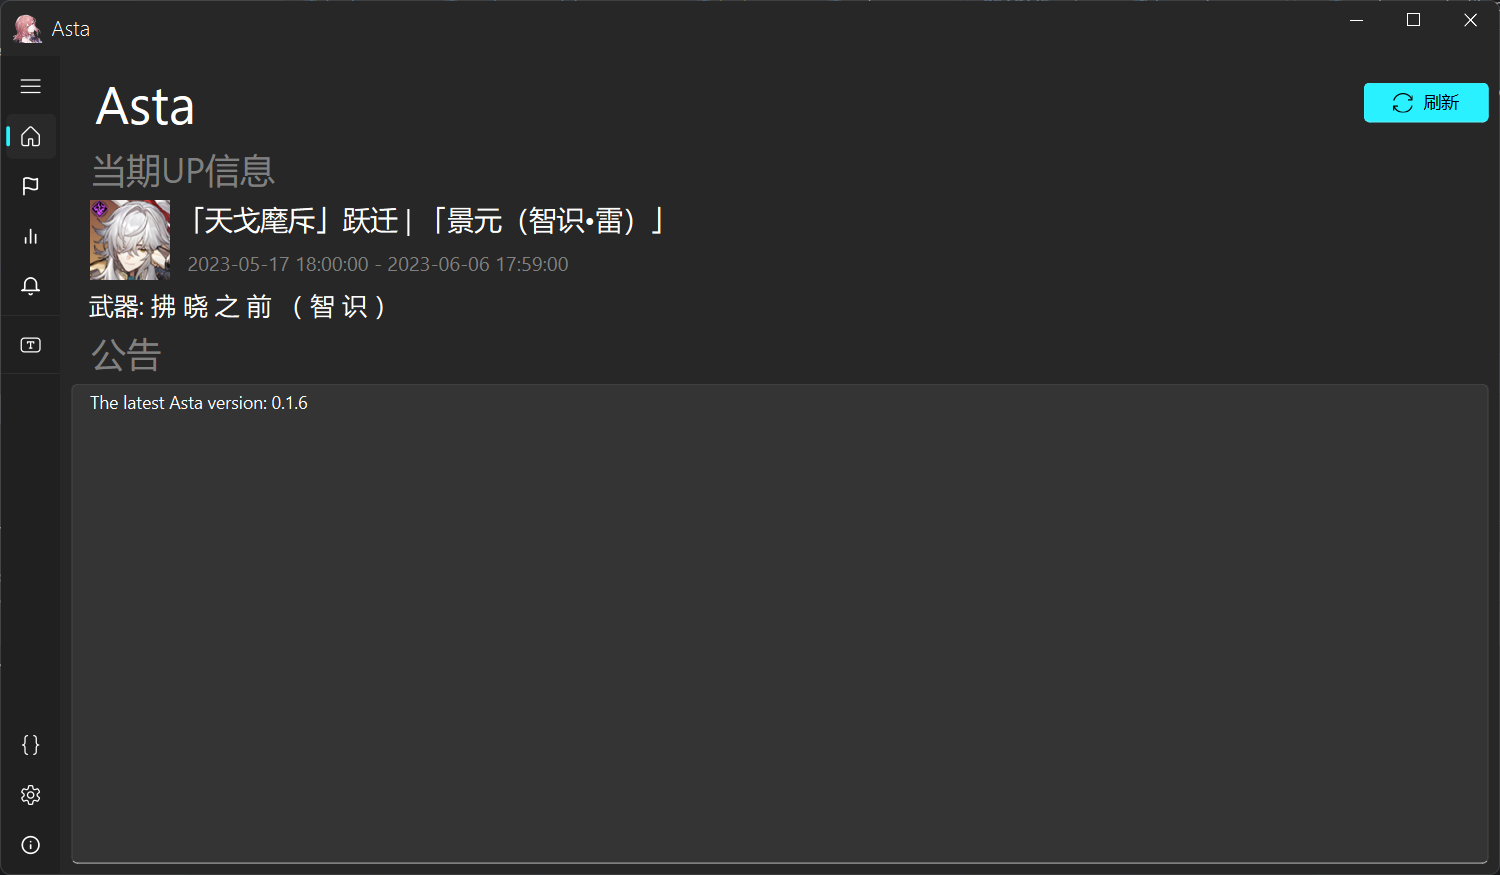 Asta
Asta
刷新
当期UP信息
「天戈麾斥」跃迁 | 「景元（智识•雷）」
2023-05-17 18:00:00 - 2023-06-06 17:59:00
武器: 拂 晓 之 前 （ 智 识 ）
公告
The latest Asta version: 0.1.6